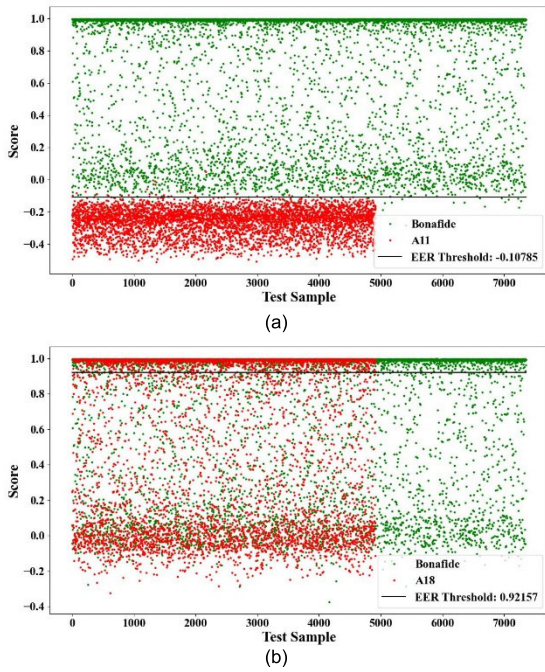 1.0
0.8
0.6
0.4
0.2
0.0
−0.2
−0.4
Score
Bonafide
A11
EER Threshold: -0.10785
0 1000 2000 3000 4000 5000 6000 7000
Test Sample
(a)
1.0
0.8
0.6
0.4
0.2
0.0
−0.2
−0.4
Score
Bonafide
A18
EER Threshold: 0.92157
0 1000 2000 3000 4000 5000 6000 7000
Test Sample
(b)